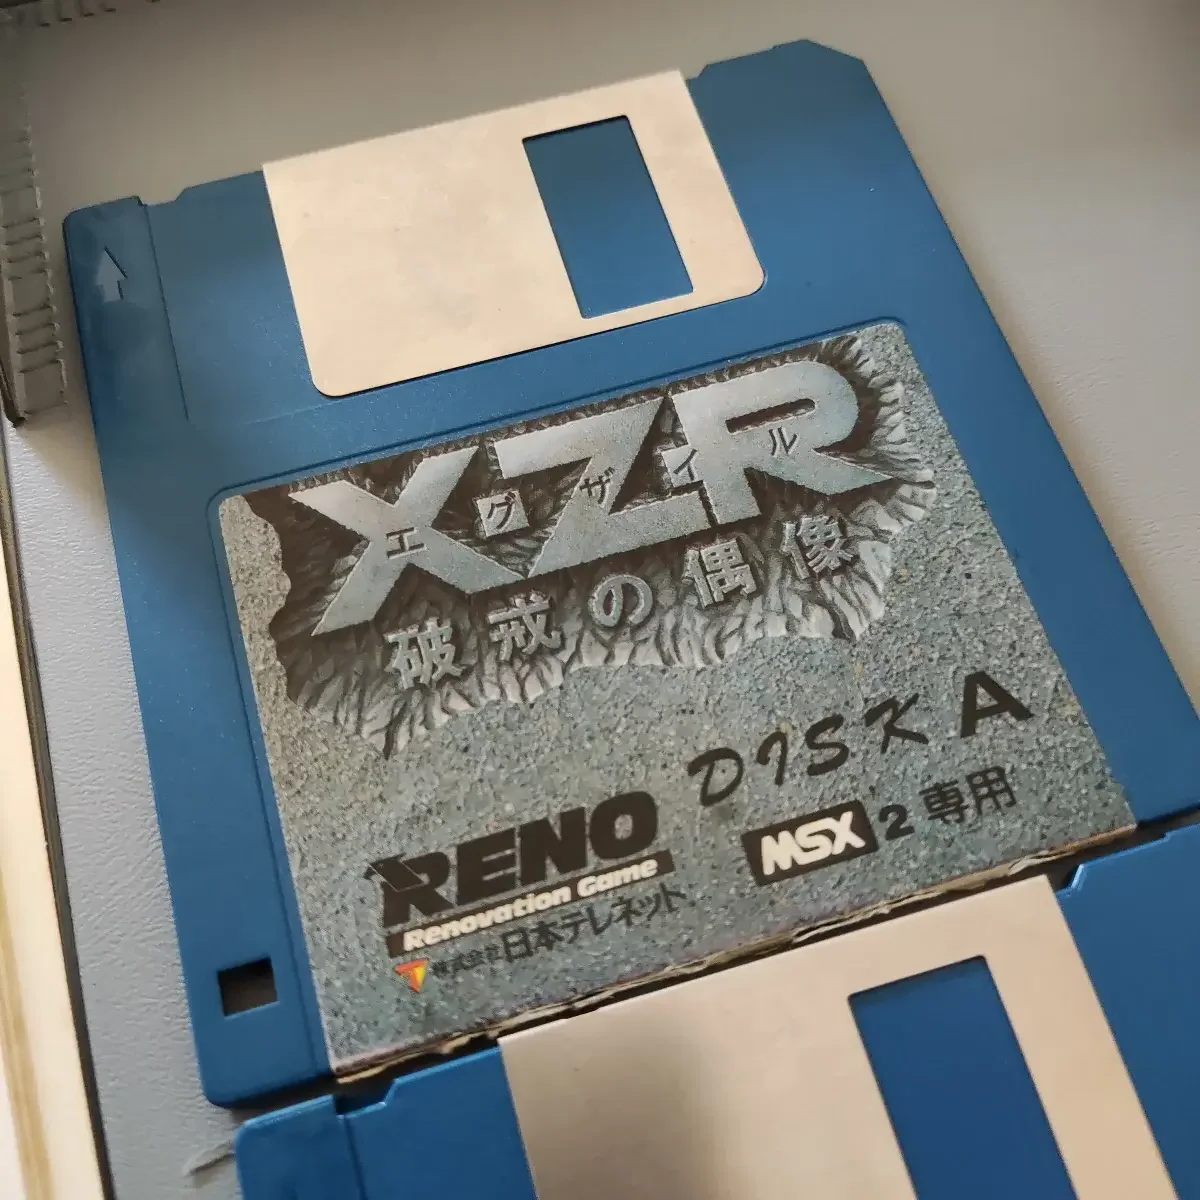 XZR
エグザイル
破戒の偶像
DISK A
RENO
Renovation Game
株式会社日本テレネット
MSX 2 専用